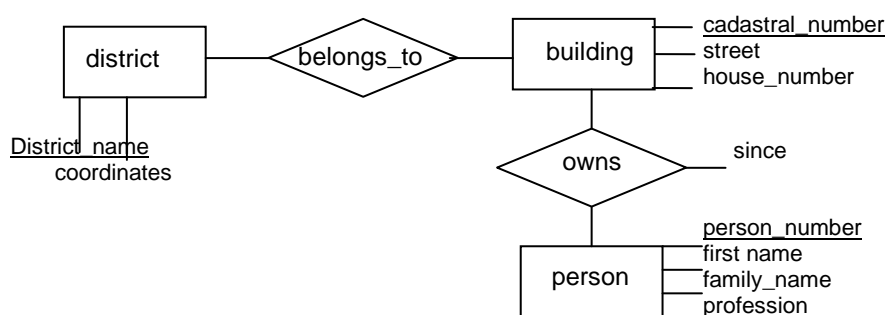 district
District_name
coordinates
belongs_to
building
cadastral_number
street
house_number
owns
since
person
person_number
first name
family_name
profession